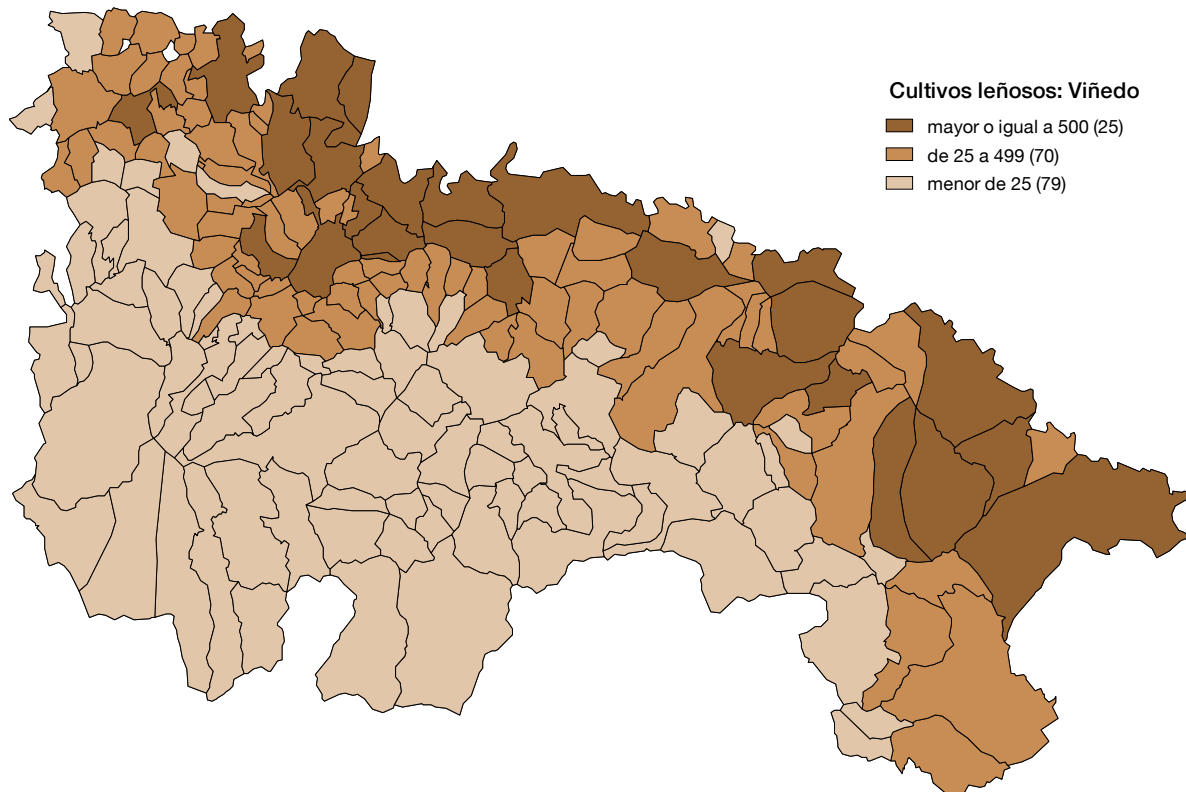 Cultivos leñosos: Viñedo
mayor o igual a 500 (25)
de 25 a 499 (70)
menor de 25 (79)